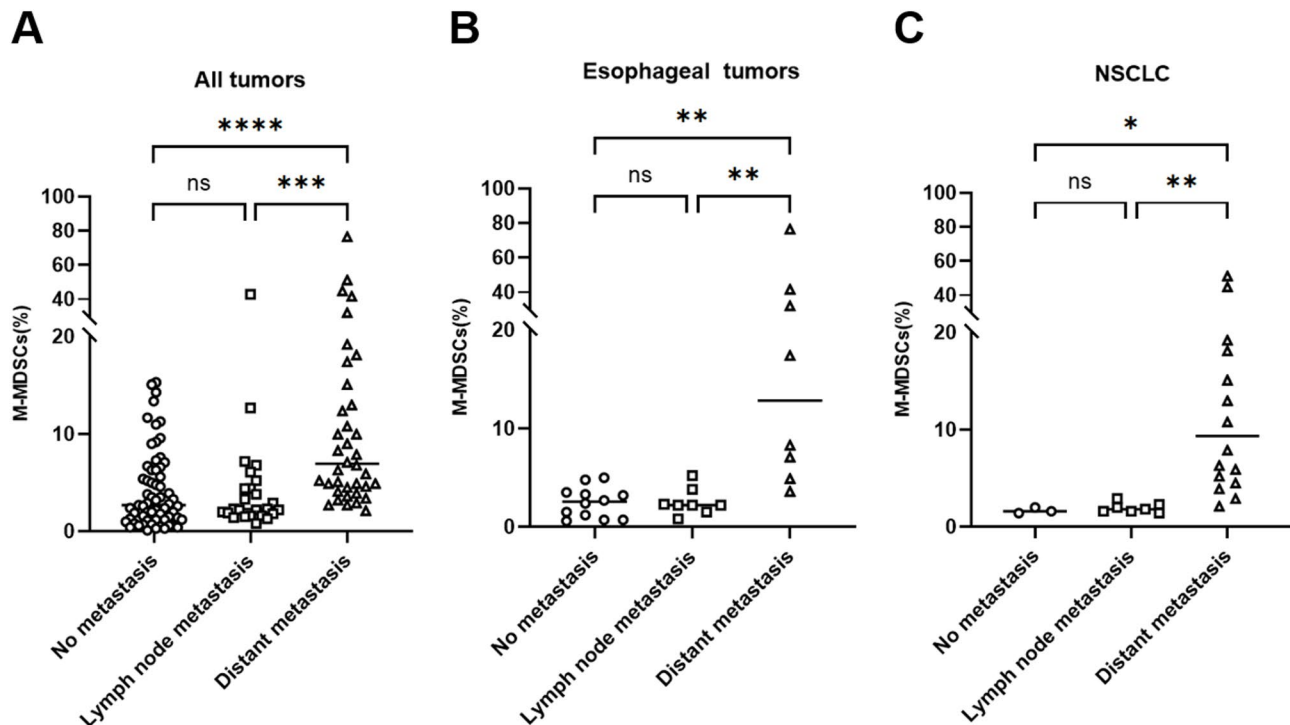 A
All tumors
****
ns
***
100
80
60
40
20
10
0
M-MDSCs(%)
No metastasis
Lymph node metastasis
Distant metastasis
B
Esophageal tumors
**
ns
**
100
80
60
40
20
10
0
M-MDSCs(%)
No metastasis
Lymph node metastasis
Distant metastasis
C
NSCLC
*
ns
**
100
80
60
40
20
10
0
M-MDSCs(%)
No metastasis
Lymph node metastasis
Distant metastasis